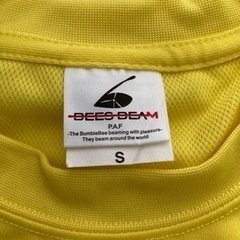 BEES BEAM
P.A.F
-The BumbleBee beaming with pleasure-
They beam around the world
S